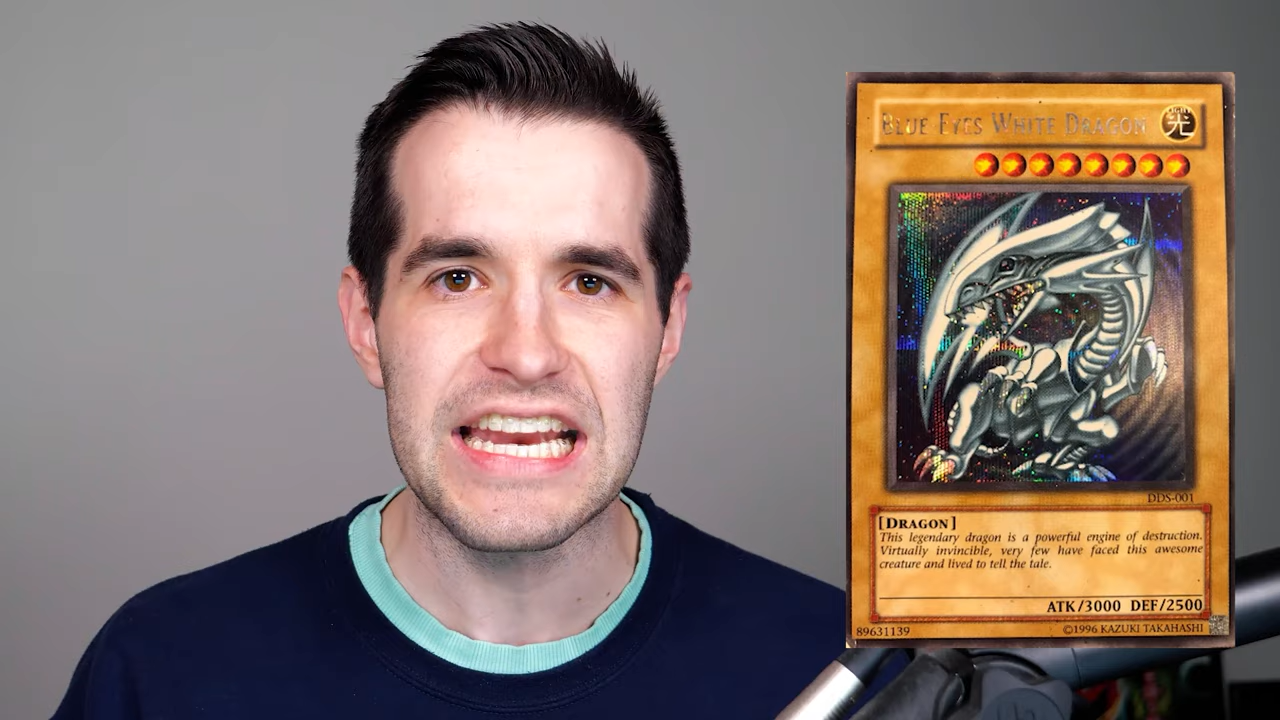 BLUE EYES WHITE DRAGON
LIGHT
光
DDS-001
[DRAGON]
This legendary dragon is a powerful engine of destruction.
Virtually invincible, very few have faced this awesome
creature and lived to tell the tale.
ATK/3000 DEF/2500
89631139
©1996 KAZUKI TAKAHASHI